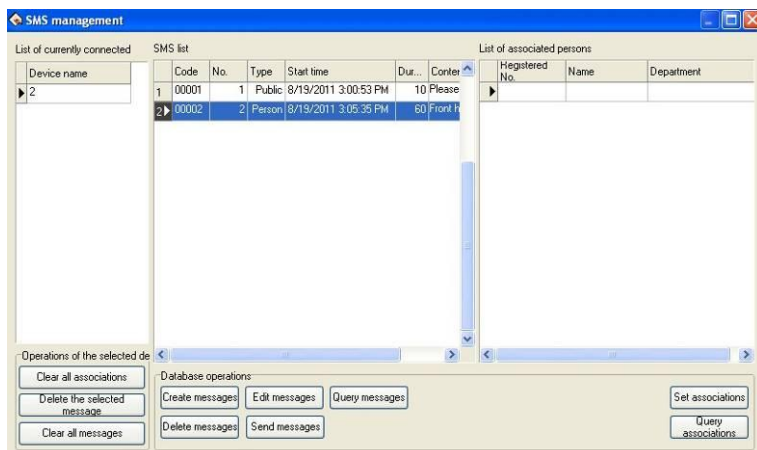 SMS management
List of currently connected
SMS list
List of associated persons
Device name
2
Code No. Type Start time Dur... Conter
1 00001 1 Public 8/19/2011 3:00:53 PM 10 Please
2 00002 2 Person 8/19/2011 3:05:35 PM 60 Front h
Registered
No.
Name Department
Operations of the selected de
Clear all associations
Delete the selected
message
Clear all messages
Database operations
Create messages Edit messages Query messages
Delete messages Send messages
Set associations
Query
associations